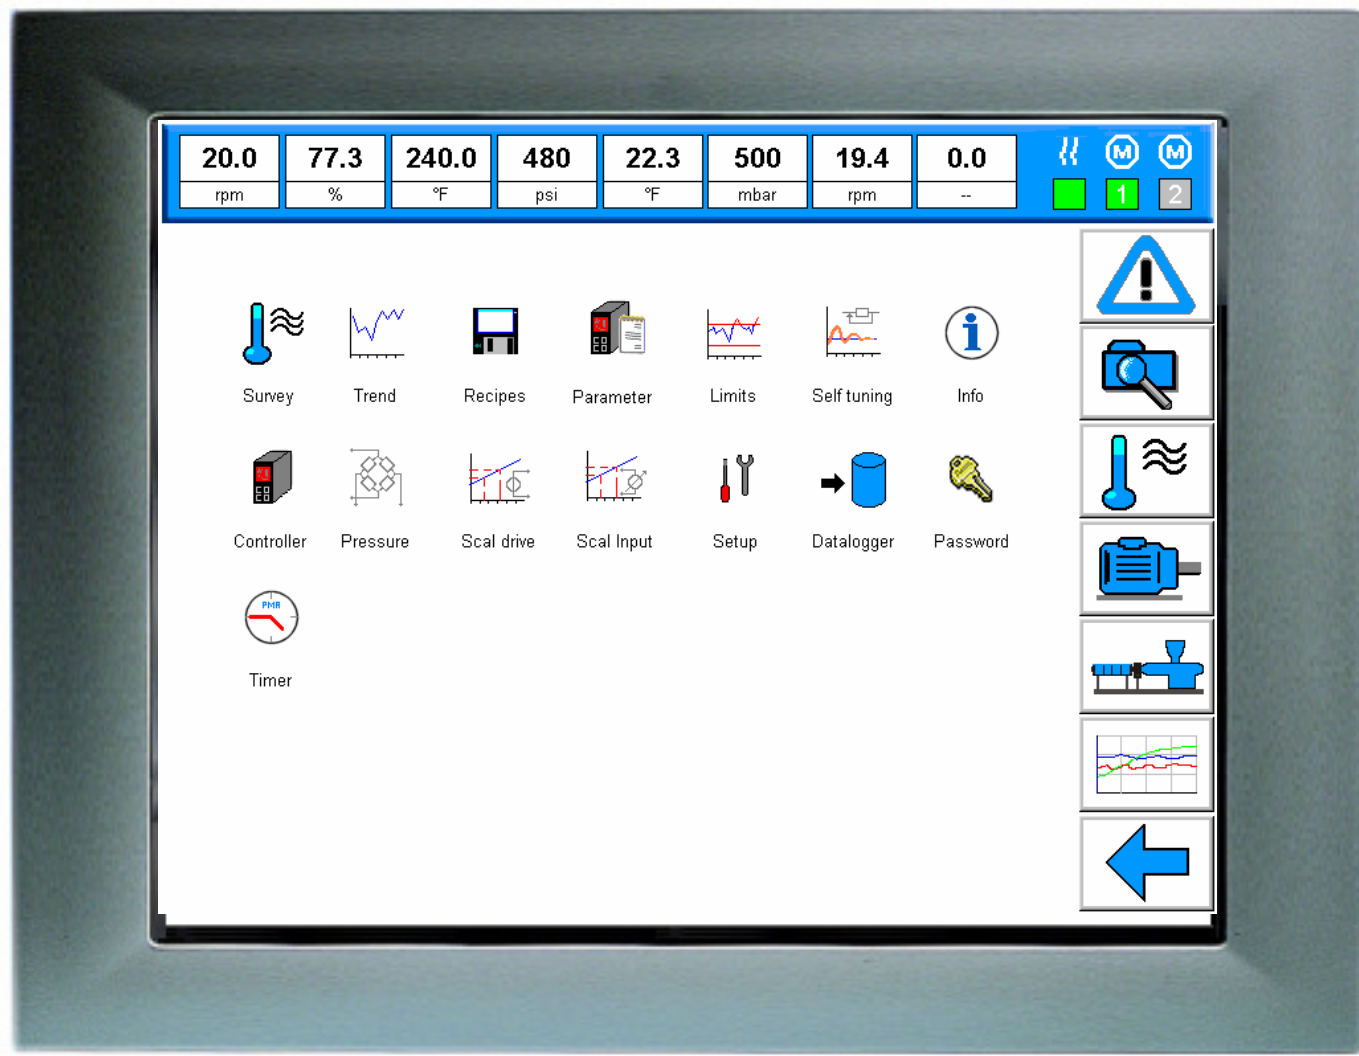 20.0 77.3 240.0 480 22.3 500 19.4 0.0
rpm % °F psi °F mbar rpm --
M M
1 2
Survey Trend Recipes Parameter Limits Self tuning Info
Controller Pressure Scal drive Scal Input Setup Datalogger Password
PMA
Timer